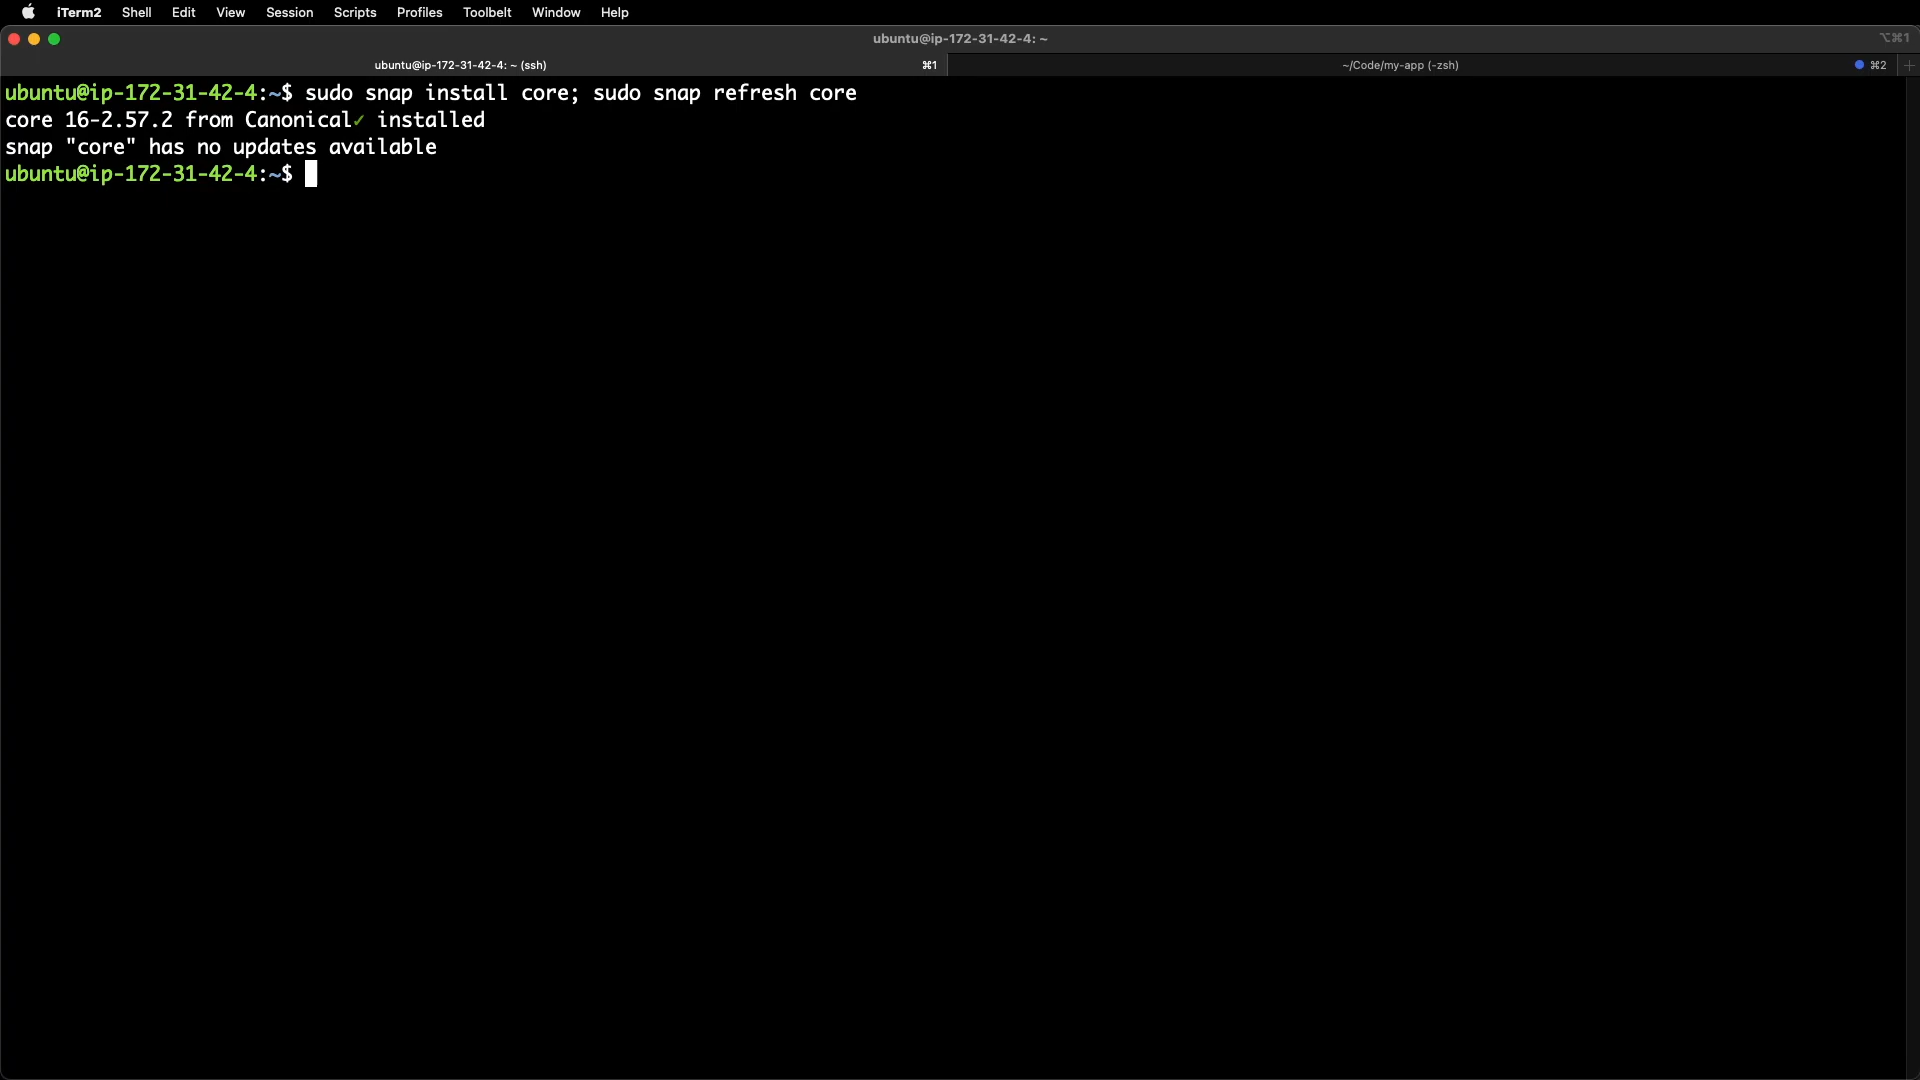 iTerm2 Shell Edit View Session Scripts Profiles Toolbelt Window Help
ubuntu@ip-172-31-42-4: ~ ⌥⌘1
ubuntu@ip-172-31-42-4: ~ (ssh) ⌘1 ~/Code/my-app (-zsh) ⌘2
ubuntu@ip-172-31-42-4:~$ sudo snap install core; sudo snap refresh core
core 16-2.57.2 from Canonical✓ installed
snap "core" has no updates available
ubuntu@ip-172-31-42-4:~$